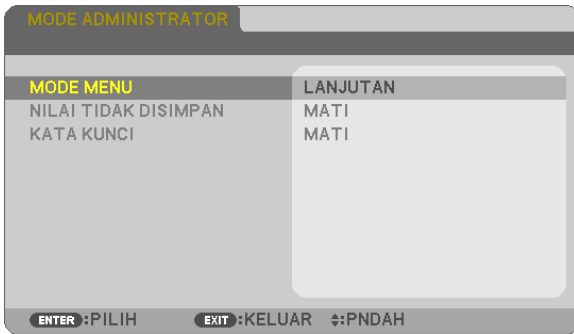 MODE ADMINISTRATOR
MODE MENU LANJUTAN
NILAI TIDAK DISIMPAN MATI
KATA KUNCI MATI
ENTER :PILIH EXIT :KELUAR :PNDAH